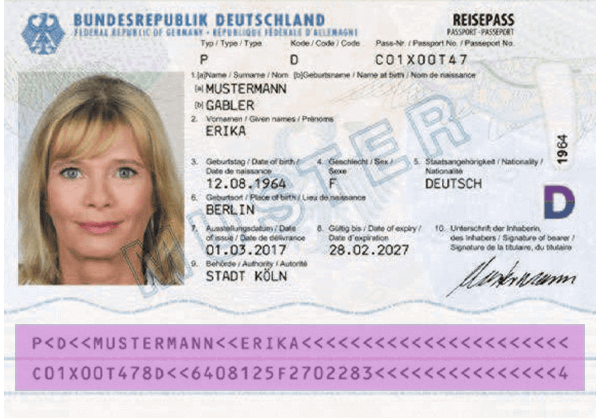 BUNDESREPUBLIK DEUTSCHLAND REISEPASS
FEDERAL REPUBLIC OF GERMANY · RÉPUBLIQUE FÉDÉRALE D'ALLEMAGNE PASSPORT · PASSEPORT
Typ / Type / Type Kode / Code / Code Pass-Nr. / Passport No. / Passeport No.
P D C01X00T47
1.[a]Name / Surname / Nom [b]Geburtsname / Name at birth / Nom de naissance
[a] MUSTERMANN
[b] GABLER
2. Vornamen / Given names / Prénoms
ERIKA
1964
3. Geburtstag / Date of birth / Date de naissance 4. Geschlecht / Sex / Sexe 5. Staatsangehörigkeit / Nationality / Nationalité
12.08.1964 F DEUTSCH
6. Geburtsort / Place of birth / Lieu de naissance
BERLIN
D
7. Ausstellungsdatum / Date of issue / Date de délivrance 8. Gültig bis / Date of expiry / Date d'expiration 10. Unterschrift der Inhaberin, des Inhabers / Signature of bearer / Signature de la titulaire, du titulaire
01.03.2017 28.02.2027
9. Behörde / Authority / Autorité
STADT KÖLN
Mustermann
MUSTER
MUSTER
P<D<<MUSTERMANN<<ERIKA<<<<<<<<<<<<<<<<<<<<<<
C01X00T478D<<6408125F2702283<<<<<<<<<<<<<<<4